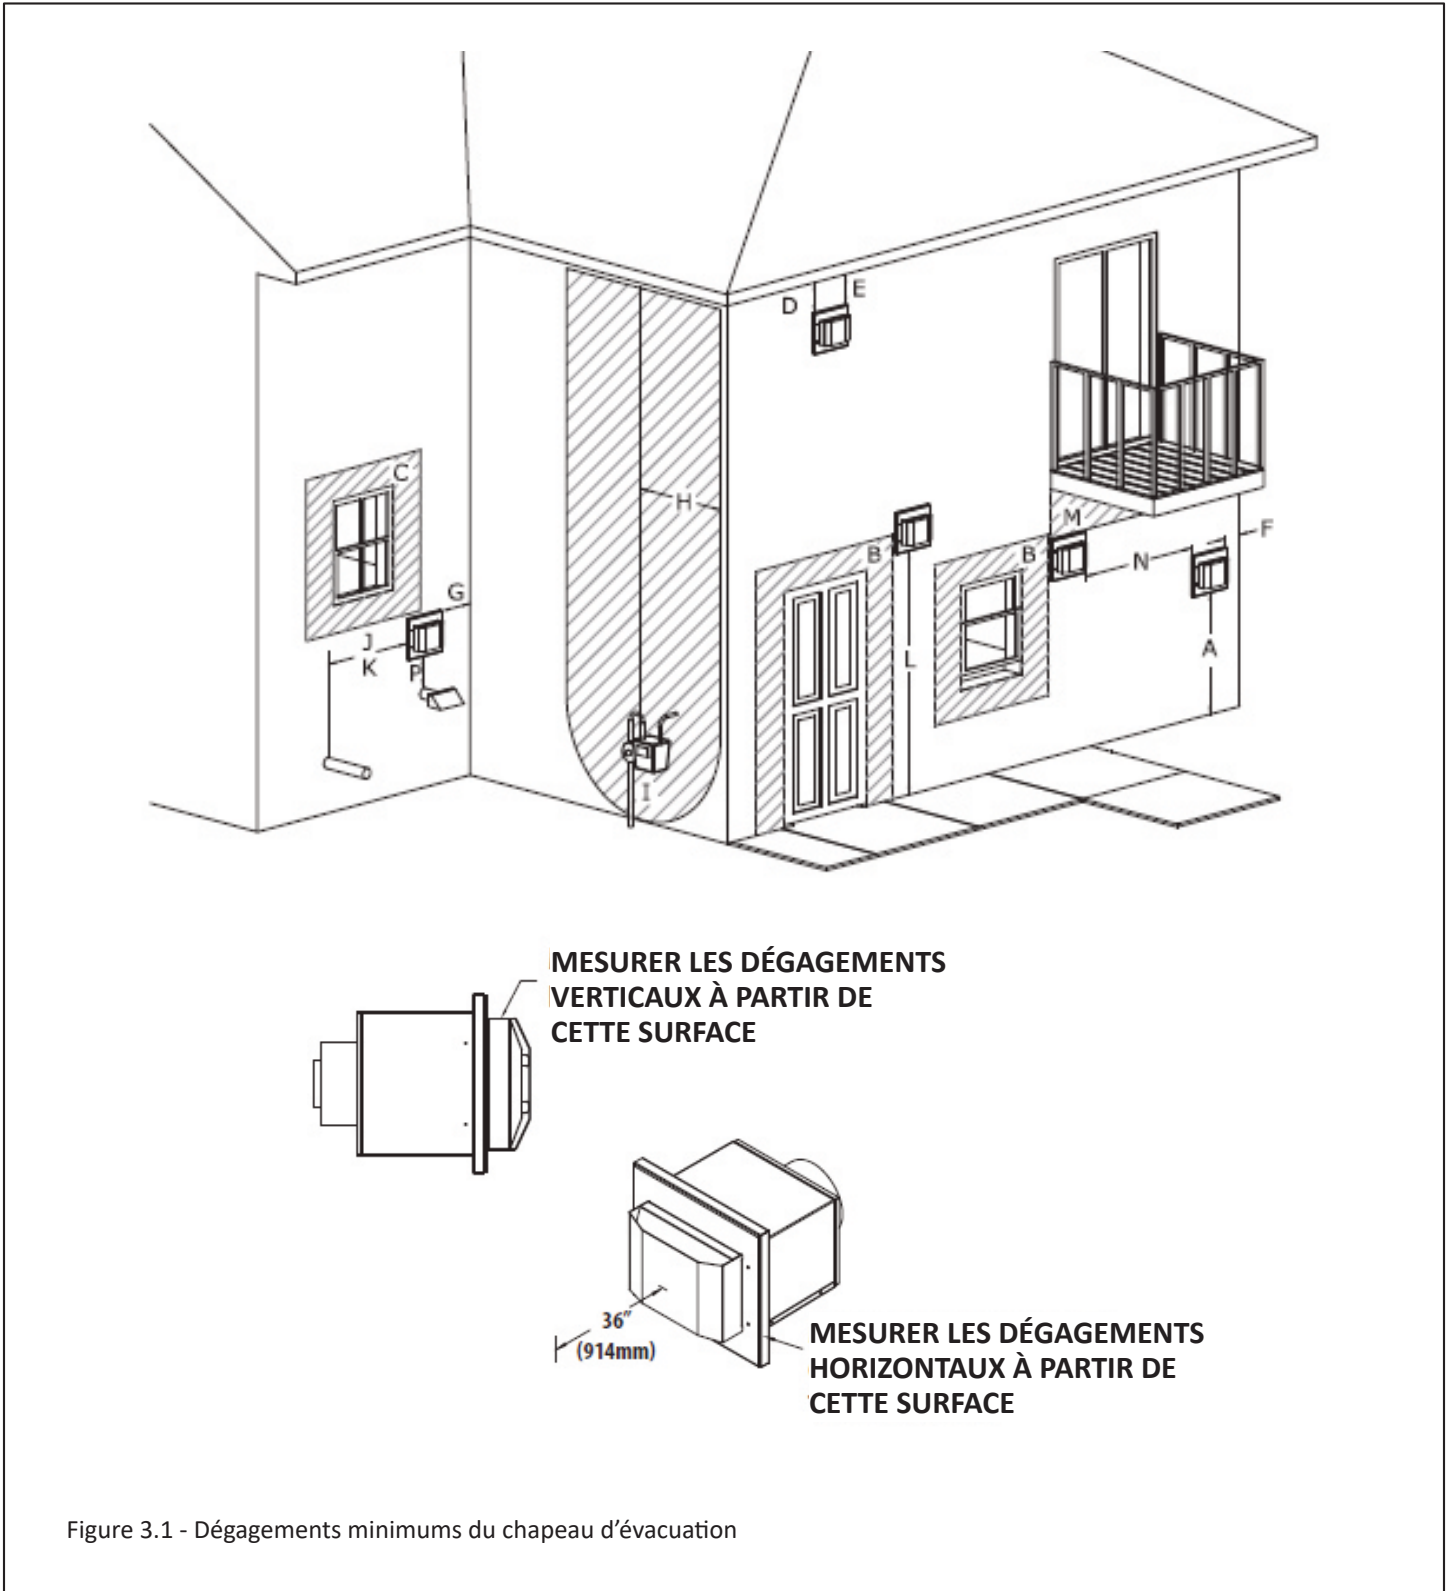 D
E
C
H
M
F
B
B
N
G
J
K
P
L
A
I
MESURER LES DÉGAGEMENTS
VERTICAUX À PARTIR DE
CETTE SURFACE
36"
(914mm)
MESURER LES DÉGAGEMENTS
HORIZONTAUX À PARTIR DE
CETTE SURFACE
Figure 3.1 - Dégagements minimums du chapeau d’évacuation